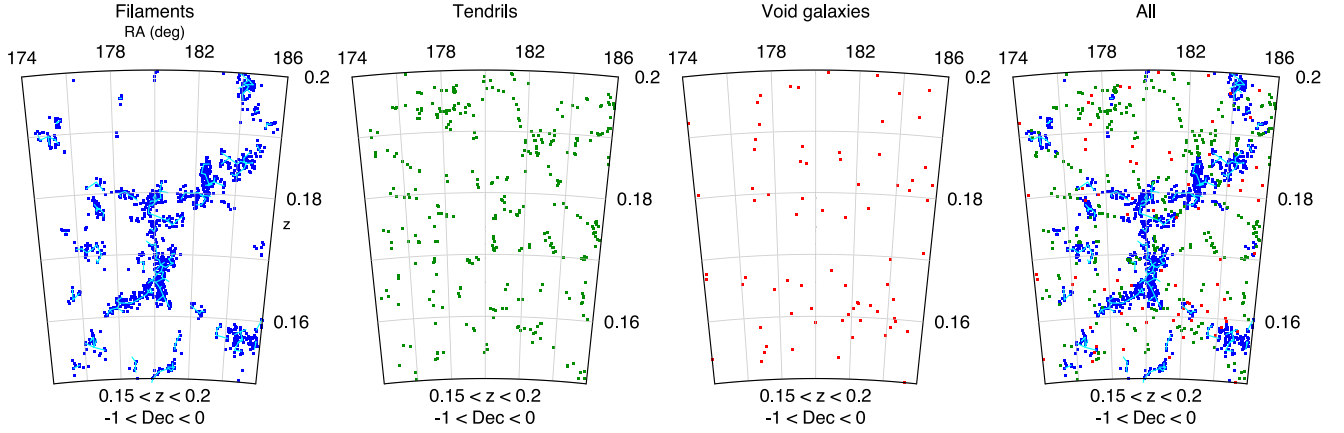 Filaments
RA (deg)
174 178 182 186
0.2
0.18
z
0.16
0.15 < z < 0.2
-1 < Dec < 0
Tendrils
174 178 182 186
0.2
0.18
0.16
0.15 < z < 0.2
-1 < Dec < 0
Void galaxies
174 178 182 186
0.2
0.18
0.16
0.15 < z < 0.2
-1 < Dec < 0
All
174 178 182 186
0.2
0.18
0.16
0.15 < z < 0.2
-1 < Dec < 0